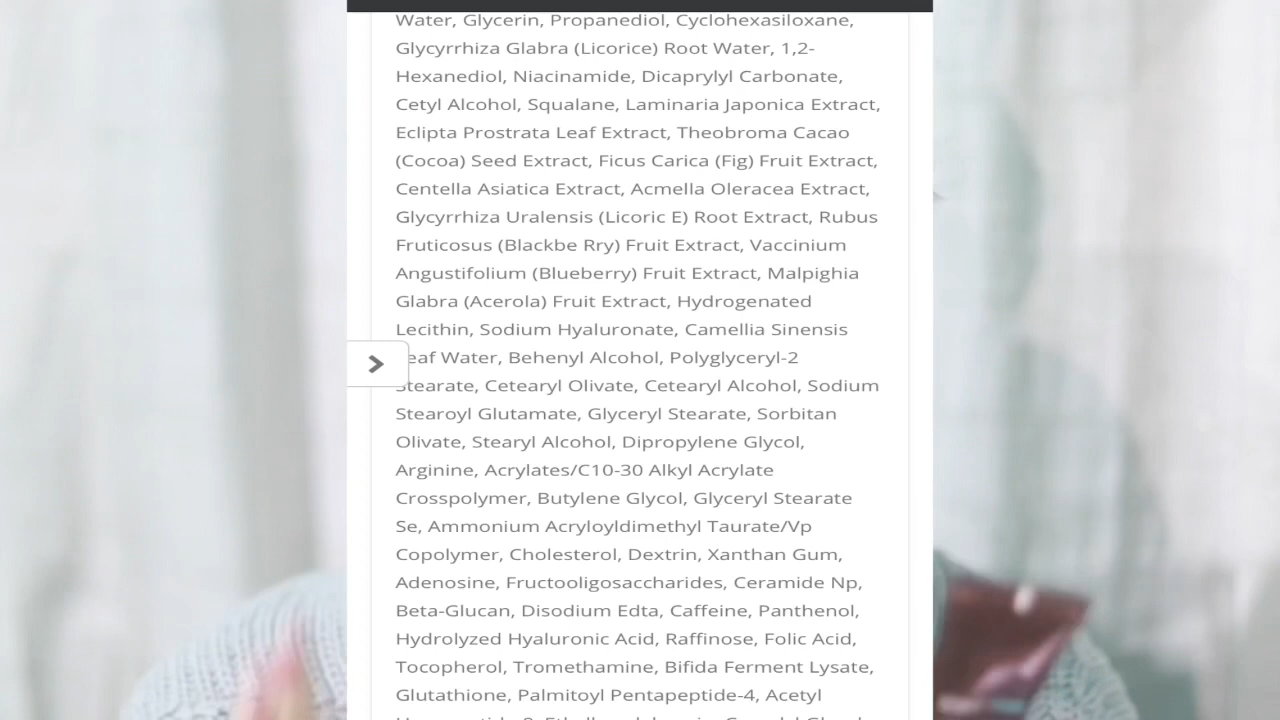 Water, Glycerin, Propanediol, Cyclohexasiloxane,
Glycyrrhiza Glabra (Licorice) Root Water, 1,2-
Hexanediol, Niacinamide, Dicaprylyl Carbonate,
Cetyl Alcohol, Squalane, Laminaria Japonica Extract,
Eclipta Prostrata Leaf Extract, Theobroma Cacao
(Cocoa) Seed Extract, Ficus Carica (Fig) Fruit Extract,
Centella Asiatica Extract, Acmella Oleracea Extract,
Glycyrrhiza Uralensis (Licoric E) Root Extract, Rubus
Fruticosus (Blackbe Rry) Fruit Extract, Vaccinium
Angustifolium (Blueberry) Fruit Extract, Malpighia
Glabra (Acerola) Fruit Extract, Hydrogenated
Lecithin, Sodium Hyaluronate, Camellia Sinensis
eaf Water, Behenyl Alcohol, Polyglyceryl-2
Stearate, Cetearyl Olivate, Cetearyl Alcohol, Sodium
Stearoyl Glutamate, Glyceryl Stearate, Sorbitan
Olivate, Stearyl Alcohol, Dipropylene Glycol,
Arginine, Acrylates/C10-30 Alkyl Acrylate
Crosspolymer, Butylene Glycol, Glyceryl Stearate
Se, Ammonium Acryloyldimethyl Taurate/Vp
Copolymer, Cholesterol, Dextrin, Xanthan Gum,
Adenosine, Fructooligosaccharides, Ceramide Np,
Beta-Glucan, Disodium Edta, Caffeine, Panthenol,
Hydrolyzed Hyaluronic Acid, Raffinose, Folic Acid,
Tocopherol, Tromethamine, Bifida Ferment Lysate,
Glutathione, Palmitoyl Pentapeptide-4, Acetyl